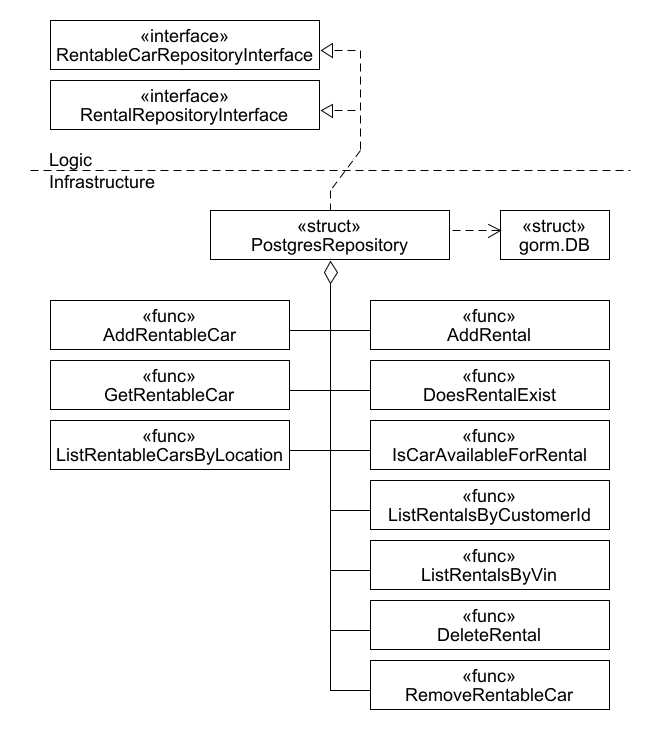 «interface»
RentableCarRepositoryInterface
«interface»
RentalRepositoryInterface
Logic
Infrastructure
«struct»
PostgresRepository
«struct»
gorm.DB
«func»
AddRentableCar
«func»
AddRental
«func»
GetRentableCar
«func»
DoesRentalExist
«func»
ListRentableCarsByLocation
«func»
IsCarAvailableForRental
«func»
ListRentalsByCustomerId
«func»
ListRentalsByVin
«func»
DeleteRental
«func»
RemoveRentableCar